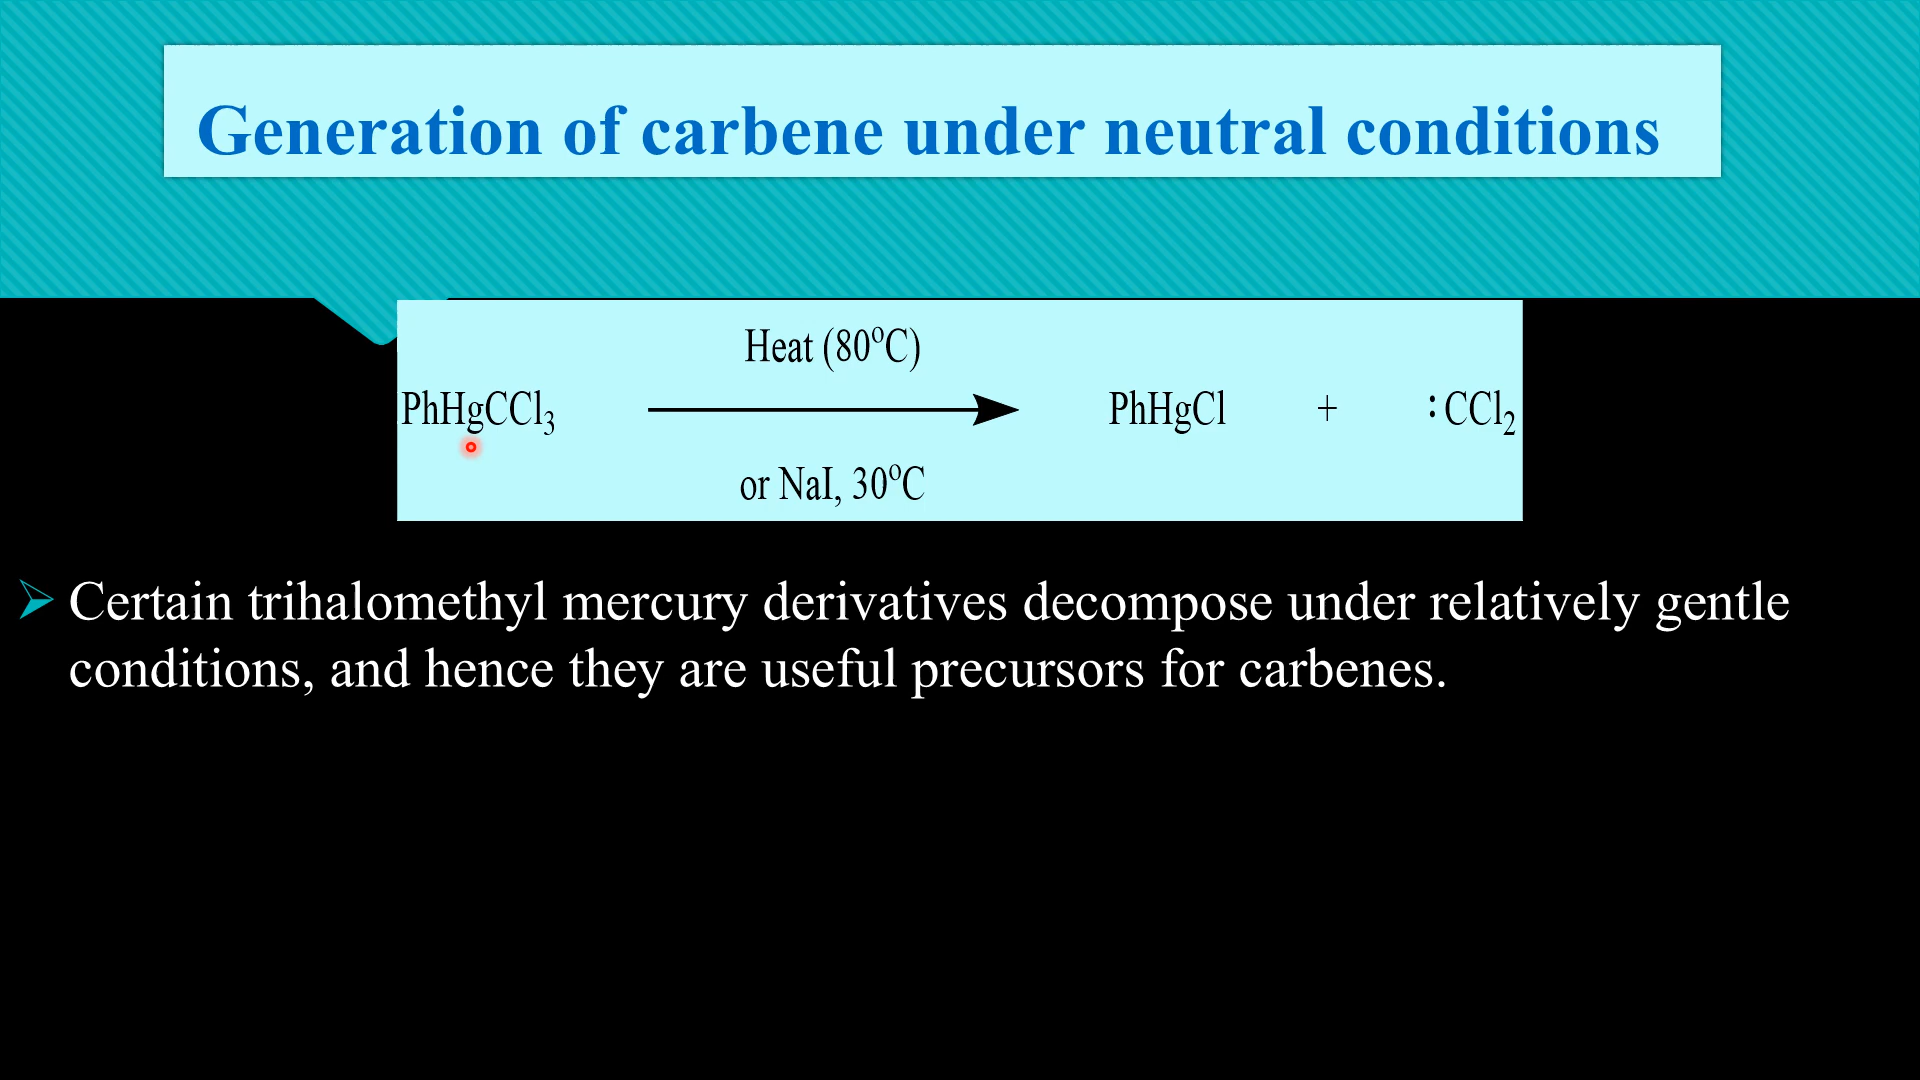 Generation of carbene under neutral conditions
Heat (80°C)
PhHgCCl₃ PhHgCl + :CCl₂
or NaI, 30°C
Certain trihalomethyl mercury derivatives decompose under relatively gentle
conditions, and hence they are useful precursors for carbenes.